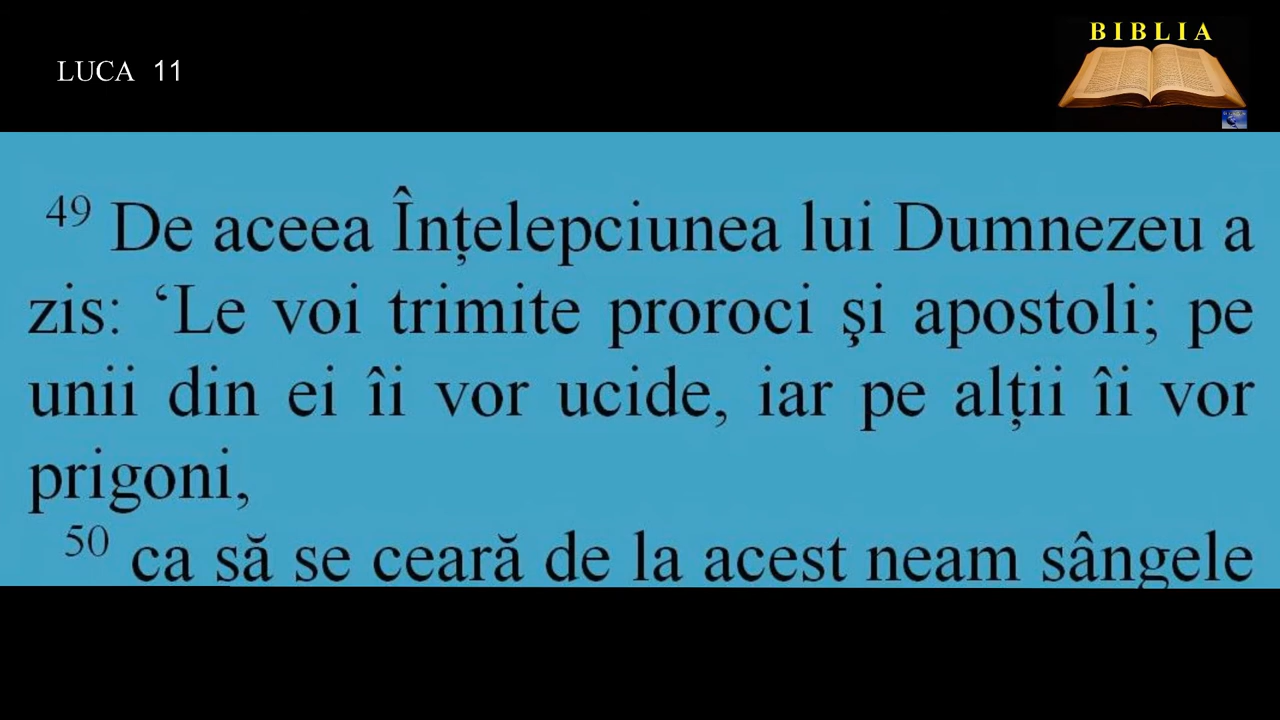 BIBLIA
LUCA 11
49 De aceea Înțelepciunea lui Dumnezeu a
zis: ‘Le voi trimite proroci şi apostoli; pe
unii din ei îi vor ucide, iar pe alții îi vor
prigoni,
50 ca să se ceară de la acest neam sângele